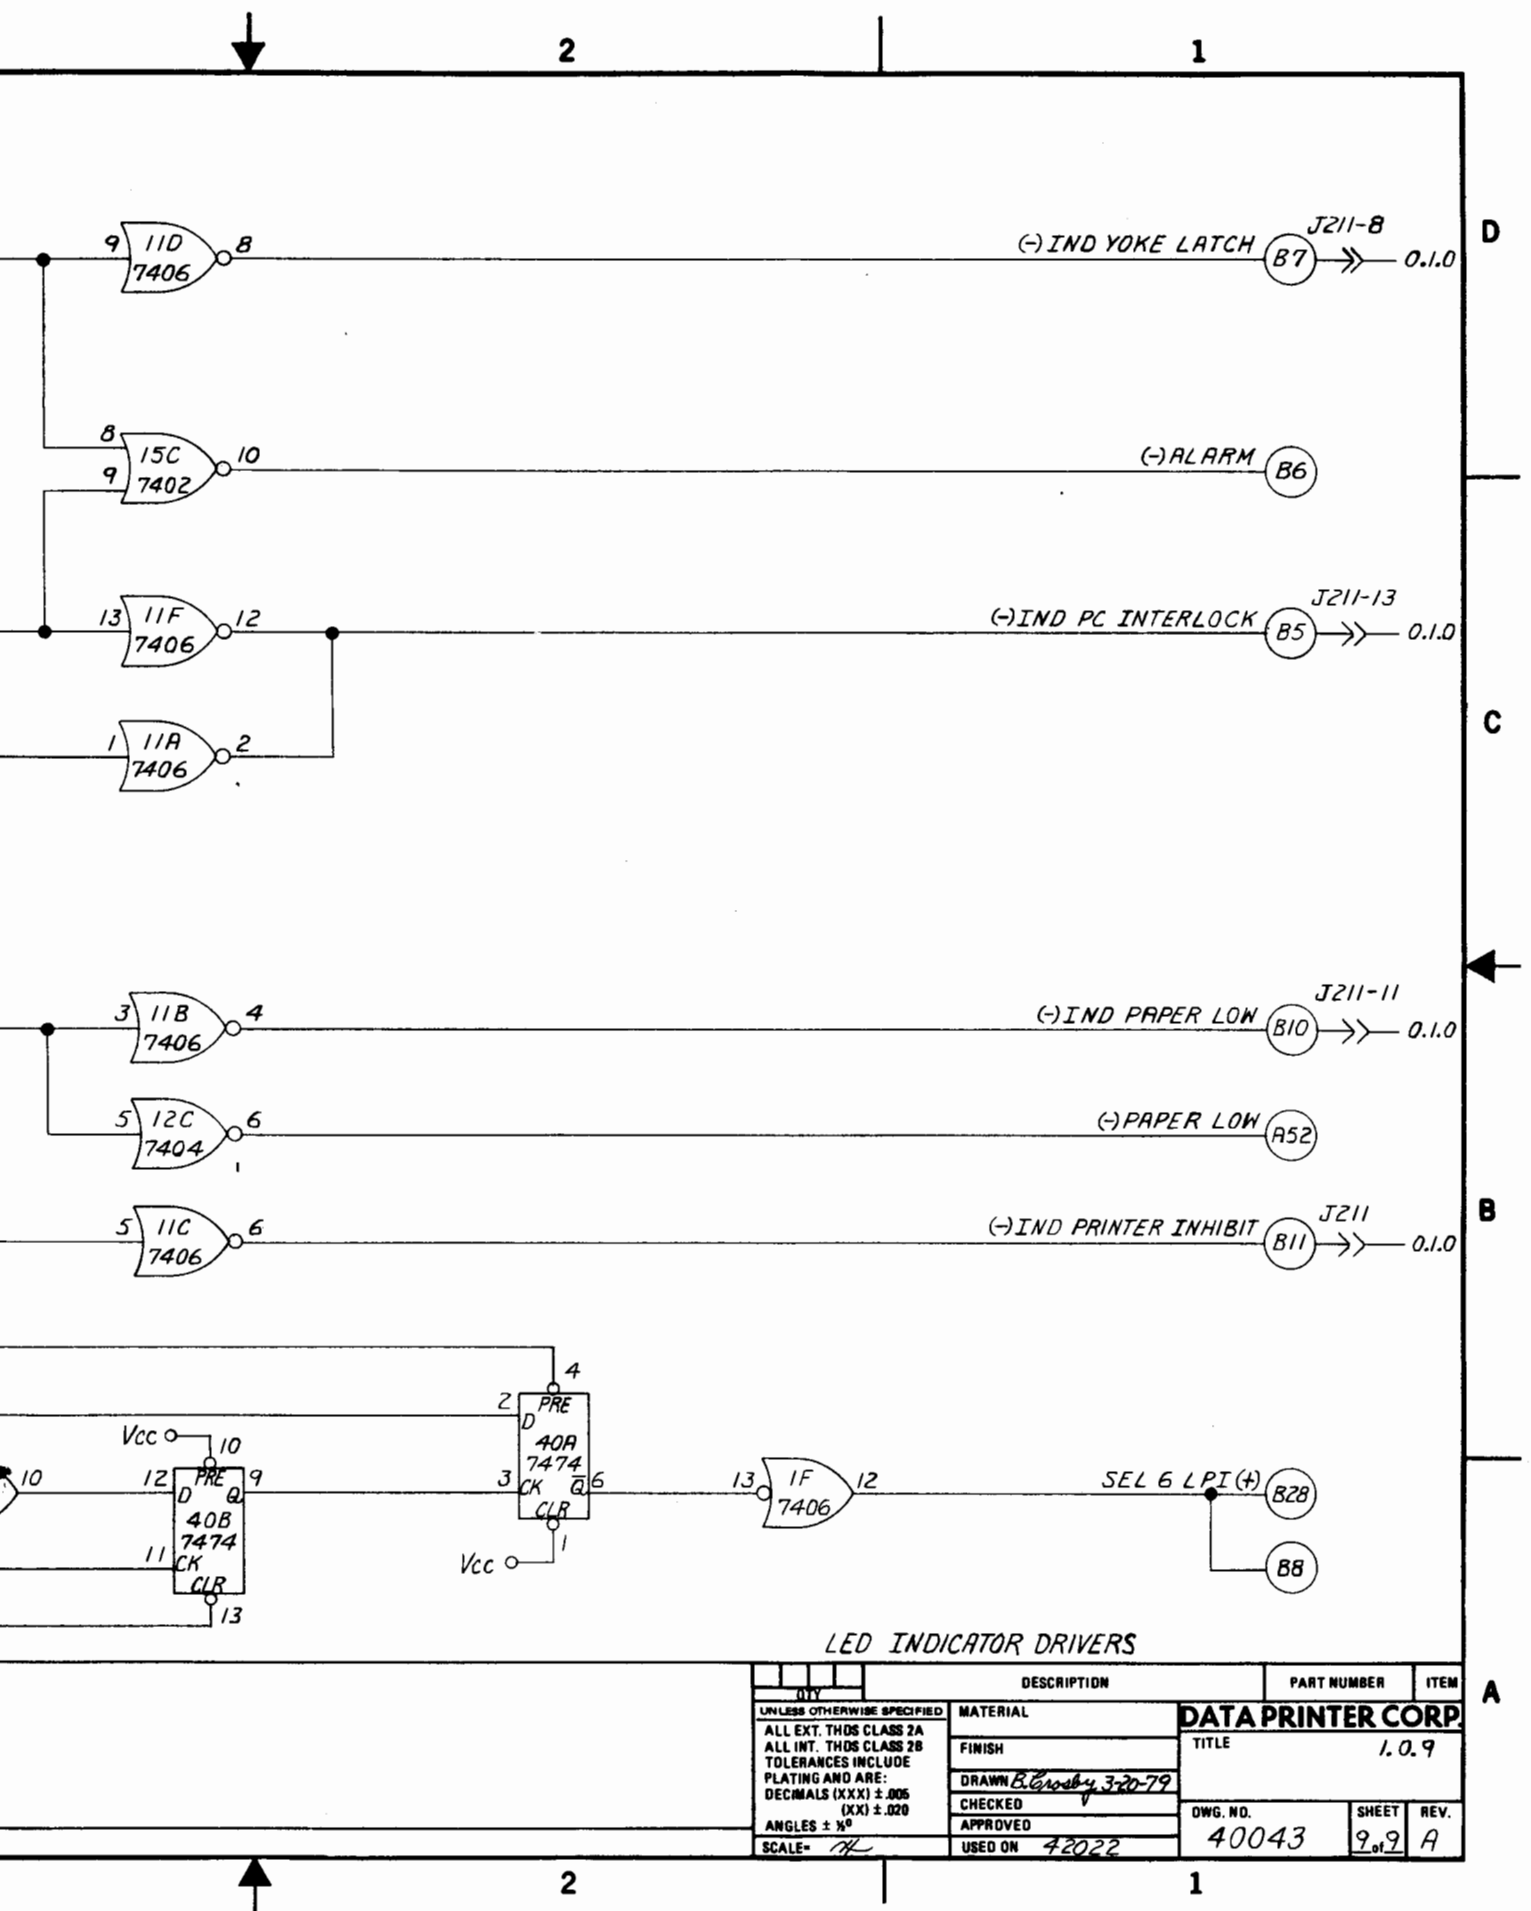 2 1
D
9 11D 8
7406
(-)IND YOKE LATCH B7 J211-8 0.1.0
8 15C 10
9 7402
(-)ALARM B6
13 11F 12
7406
(-)IND PC INTERLOCK B5 J211-13 0.1.0
C
1 11A 2
7406
3 11B 4
7406
(-)IND PAPER LOW B10 J211-11 0.1.0
5 12C 6
7404
(-)PAPER LOW A52
B
5 11C 6
7406
(-)IND PRINTER INHIBIT B11 J211 0.1.0
4
2 PRE
D
40A
7474
3 CK Q̅ 6
CLR
1
Vcc
Vcc
10
10 12 PRE 9
D Q
40B
7474
11 CK
CLR
13
13 1F 12
7406
SEL 6 LPI(+) B28
B8
LED INDICATOR DRIVERS
A
QTY DESCRIPTION PART NUMBER ITEM
UNLESS OTHERWISE SPECIFIED
ALL EXT. THDS CLASS 2A
ALL INT. THDS CLASS 2B
TOLERANCES INCLUDE
PLATING AND ARE:
DECIMALS (XXX) ±.005
(XX) ±.020
ANGLES ± ½°
SCALE-
MATERIAL
FINISH
DRAWN B. Crosby 3-20-79
CHECKED
APPROVED
USED ON 42022
DATA PRINTER CORP.
TITLE 1.0.9
DWG. NO. SHEET REV.
40043 9 of 9 A
2 1